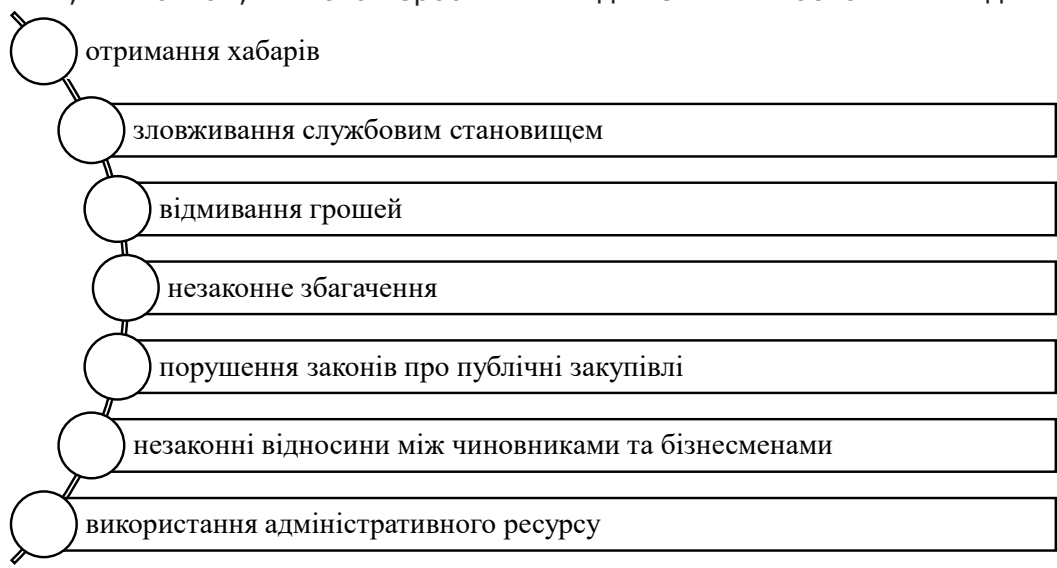 отримання хабарів
зловживання службовим становищем
відмивання грошей
незаконне збагачення
порушення законів про публічні закупівлі
незаконні відносини між чиновниками та бізнесменами
використання адміністративного ресурсу